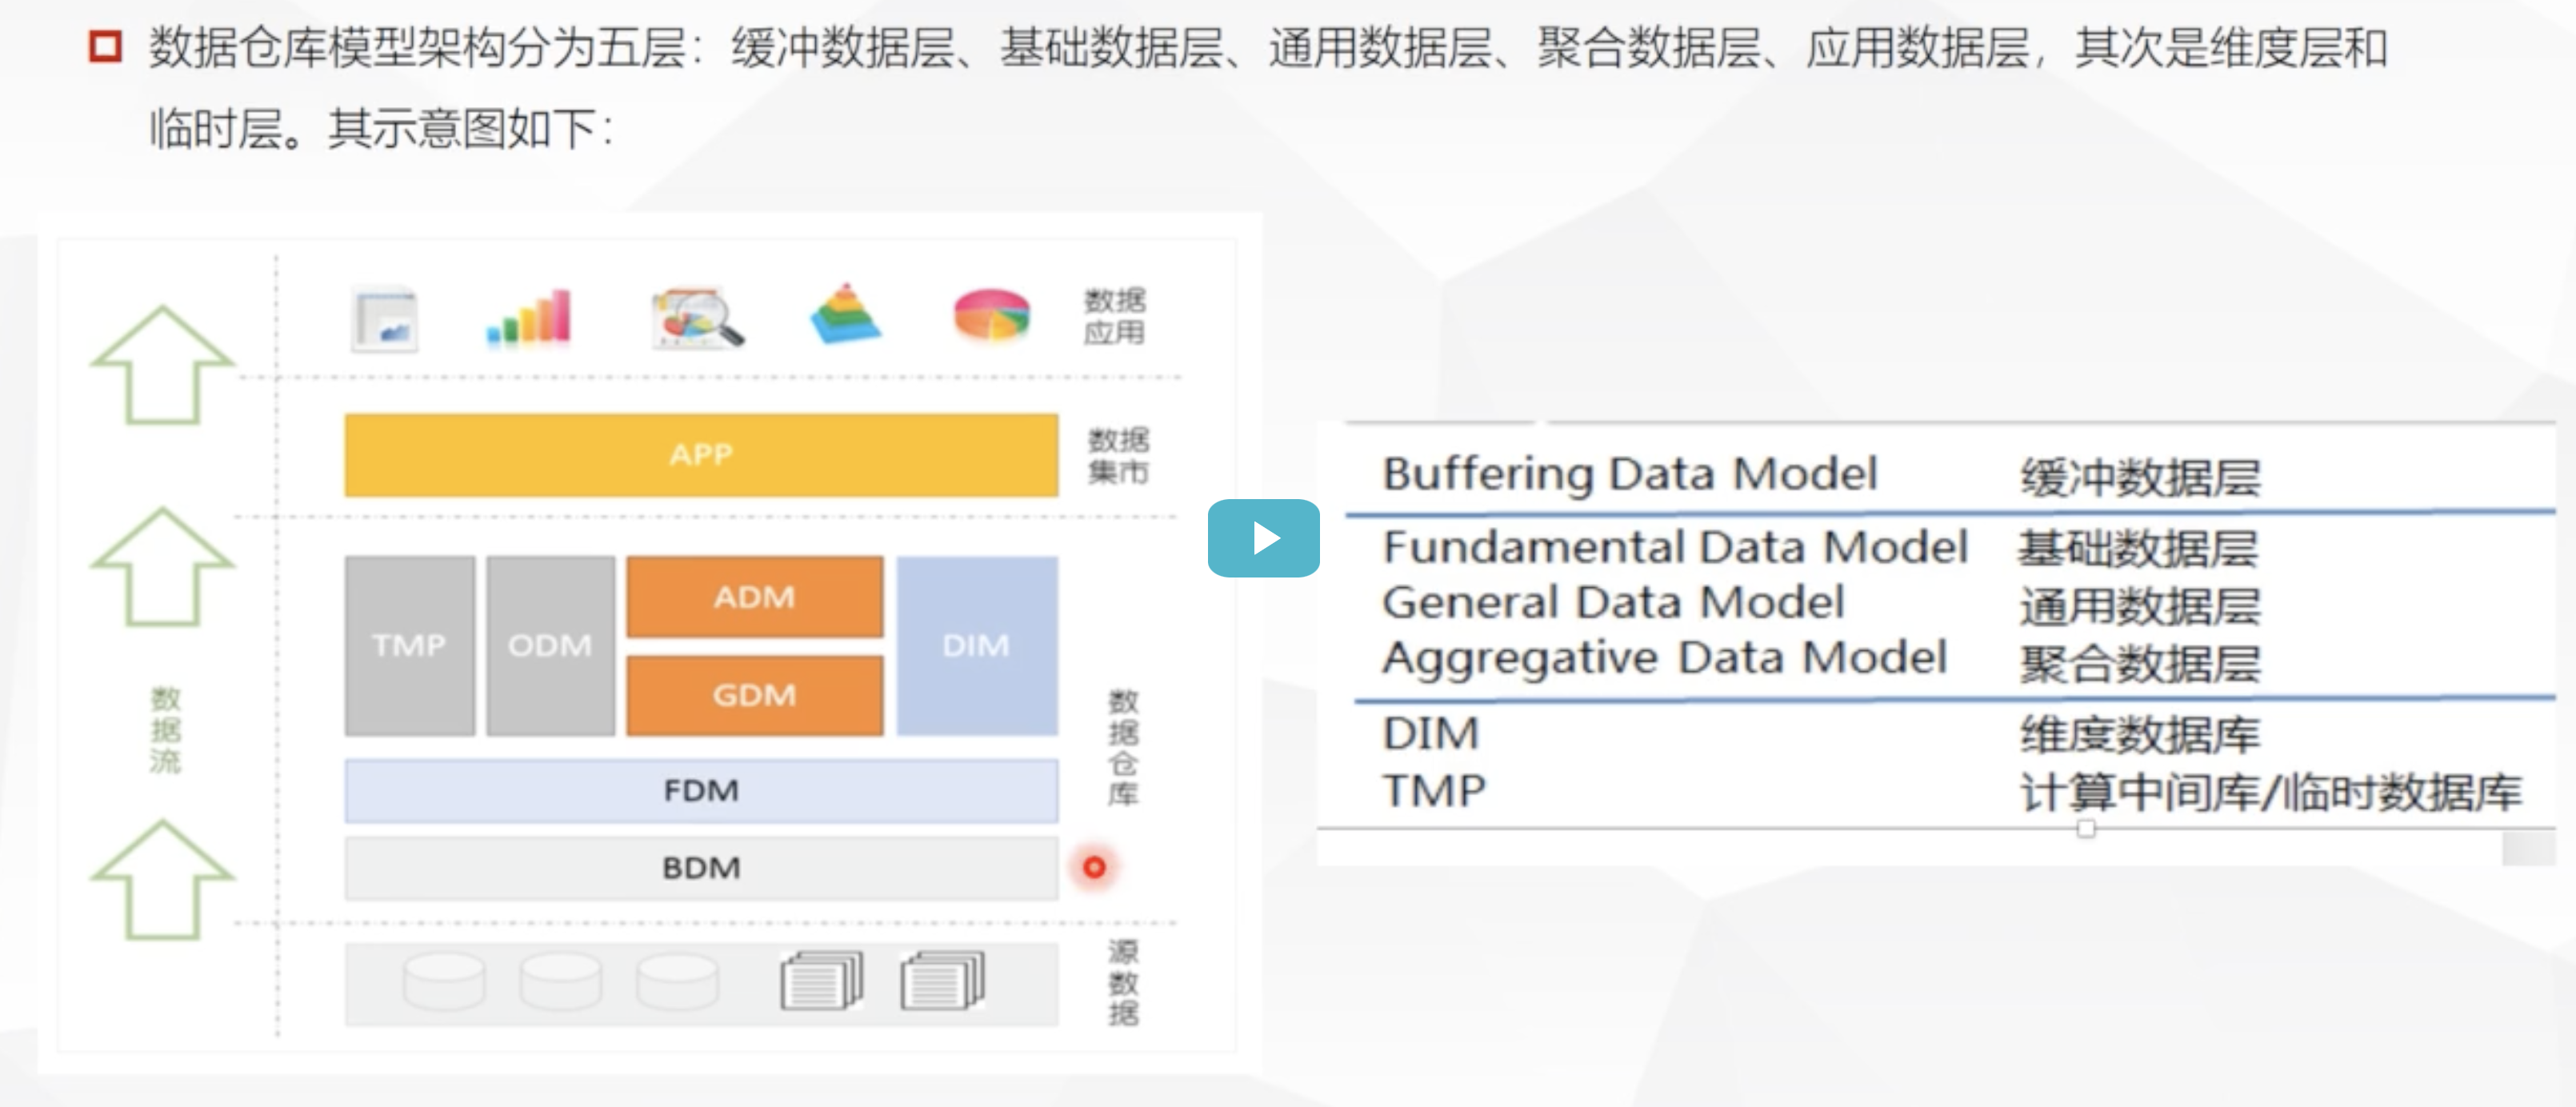 数据仓库模型架构分为五层：缓冲数据层、基础数据层、通用数据层、聚合数据层、应用数据层，其次是维度层和
临时层。其示意图如下：
数据
应用
APP
数据
集市
TMP
ODM
ADM
GDM
DIM
数据仓库
数据流
FDM
BDM
源数据
Buffering Data Model 缓冲数据层
Fundamental Data Model 基础数据层
General Data Model 通用数据层
Aggregative Data Model 聚合数据层
DIM 维度数据库
TMP 计算中间库/临时数据库